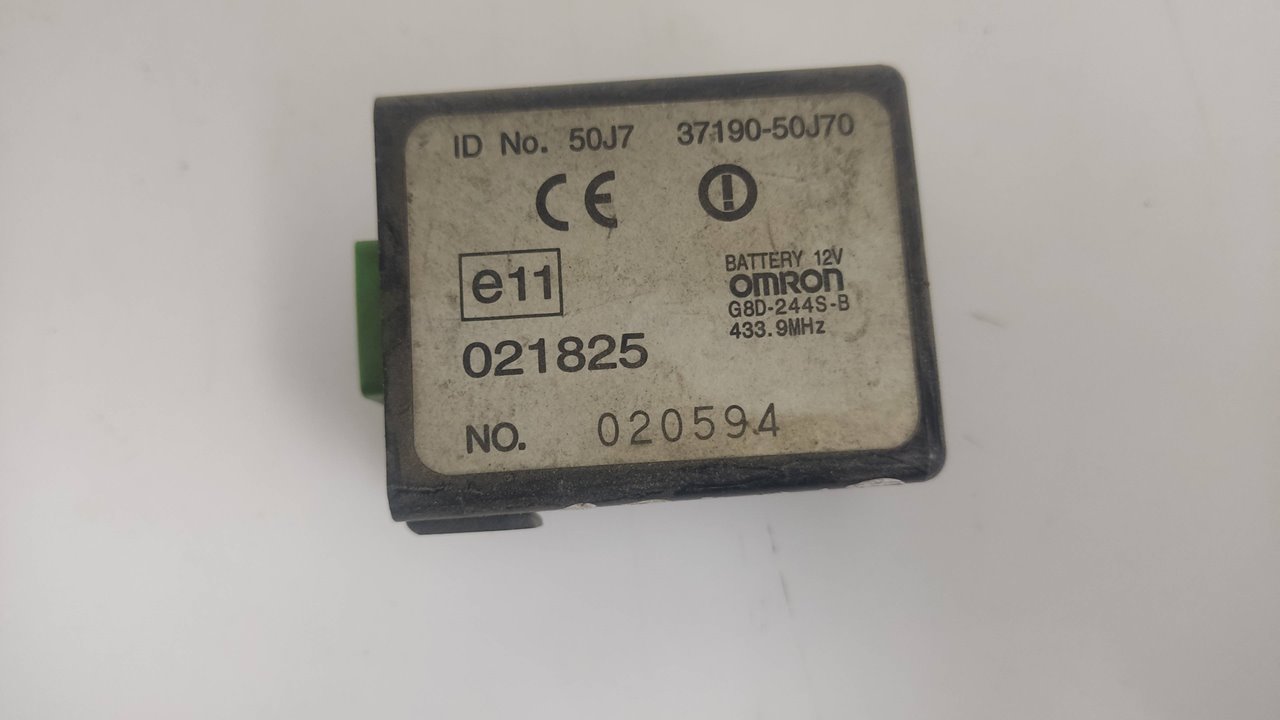 ID No. 50J7 37190-50J70
CE
e11
BATTERY 12V
OMRON
G8D-244S-B
433.9MHz
021825
NO. 020594